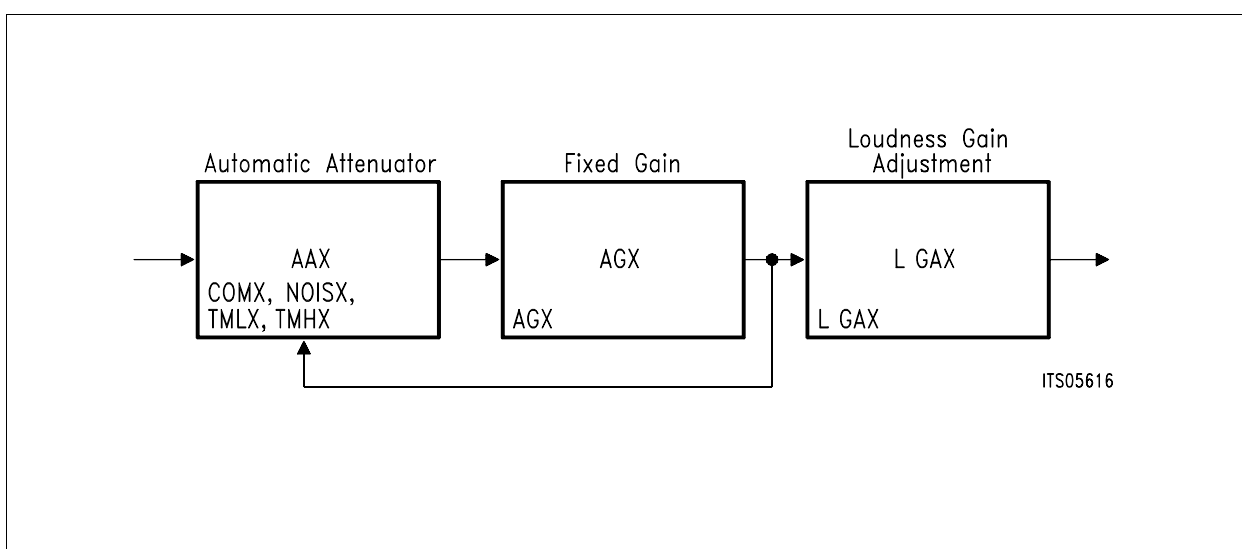 Automatic Attenuator
Fixed Gain
Loudness Gain
Adjustment
AAX
COMX, NOISX,
TMLX, TMHX
AGX
AGX
L GAX
L GAX
ITS05616